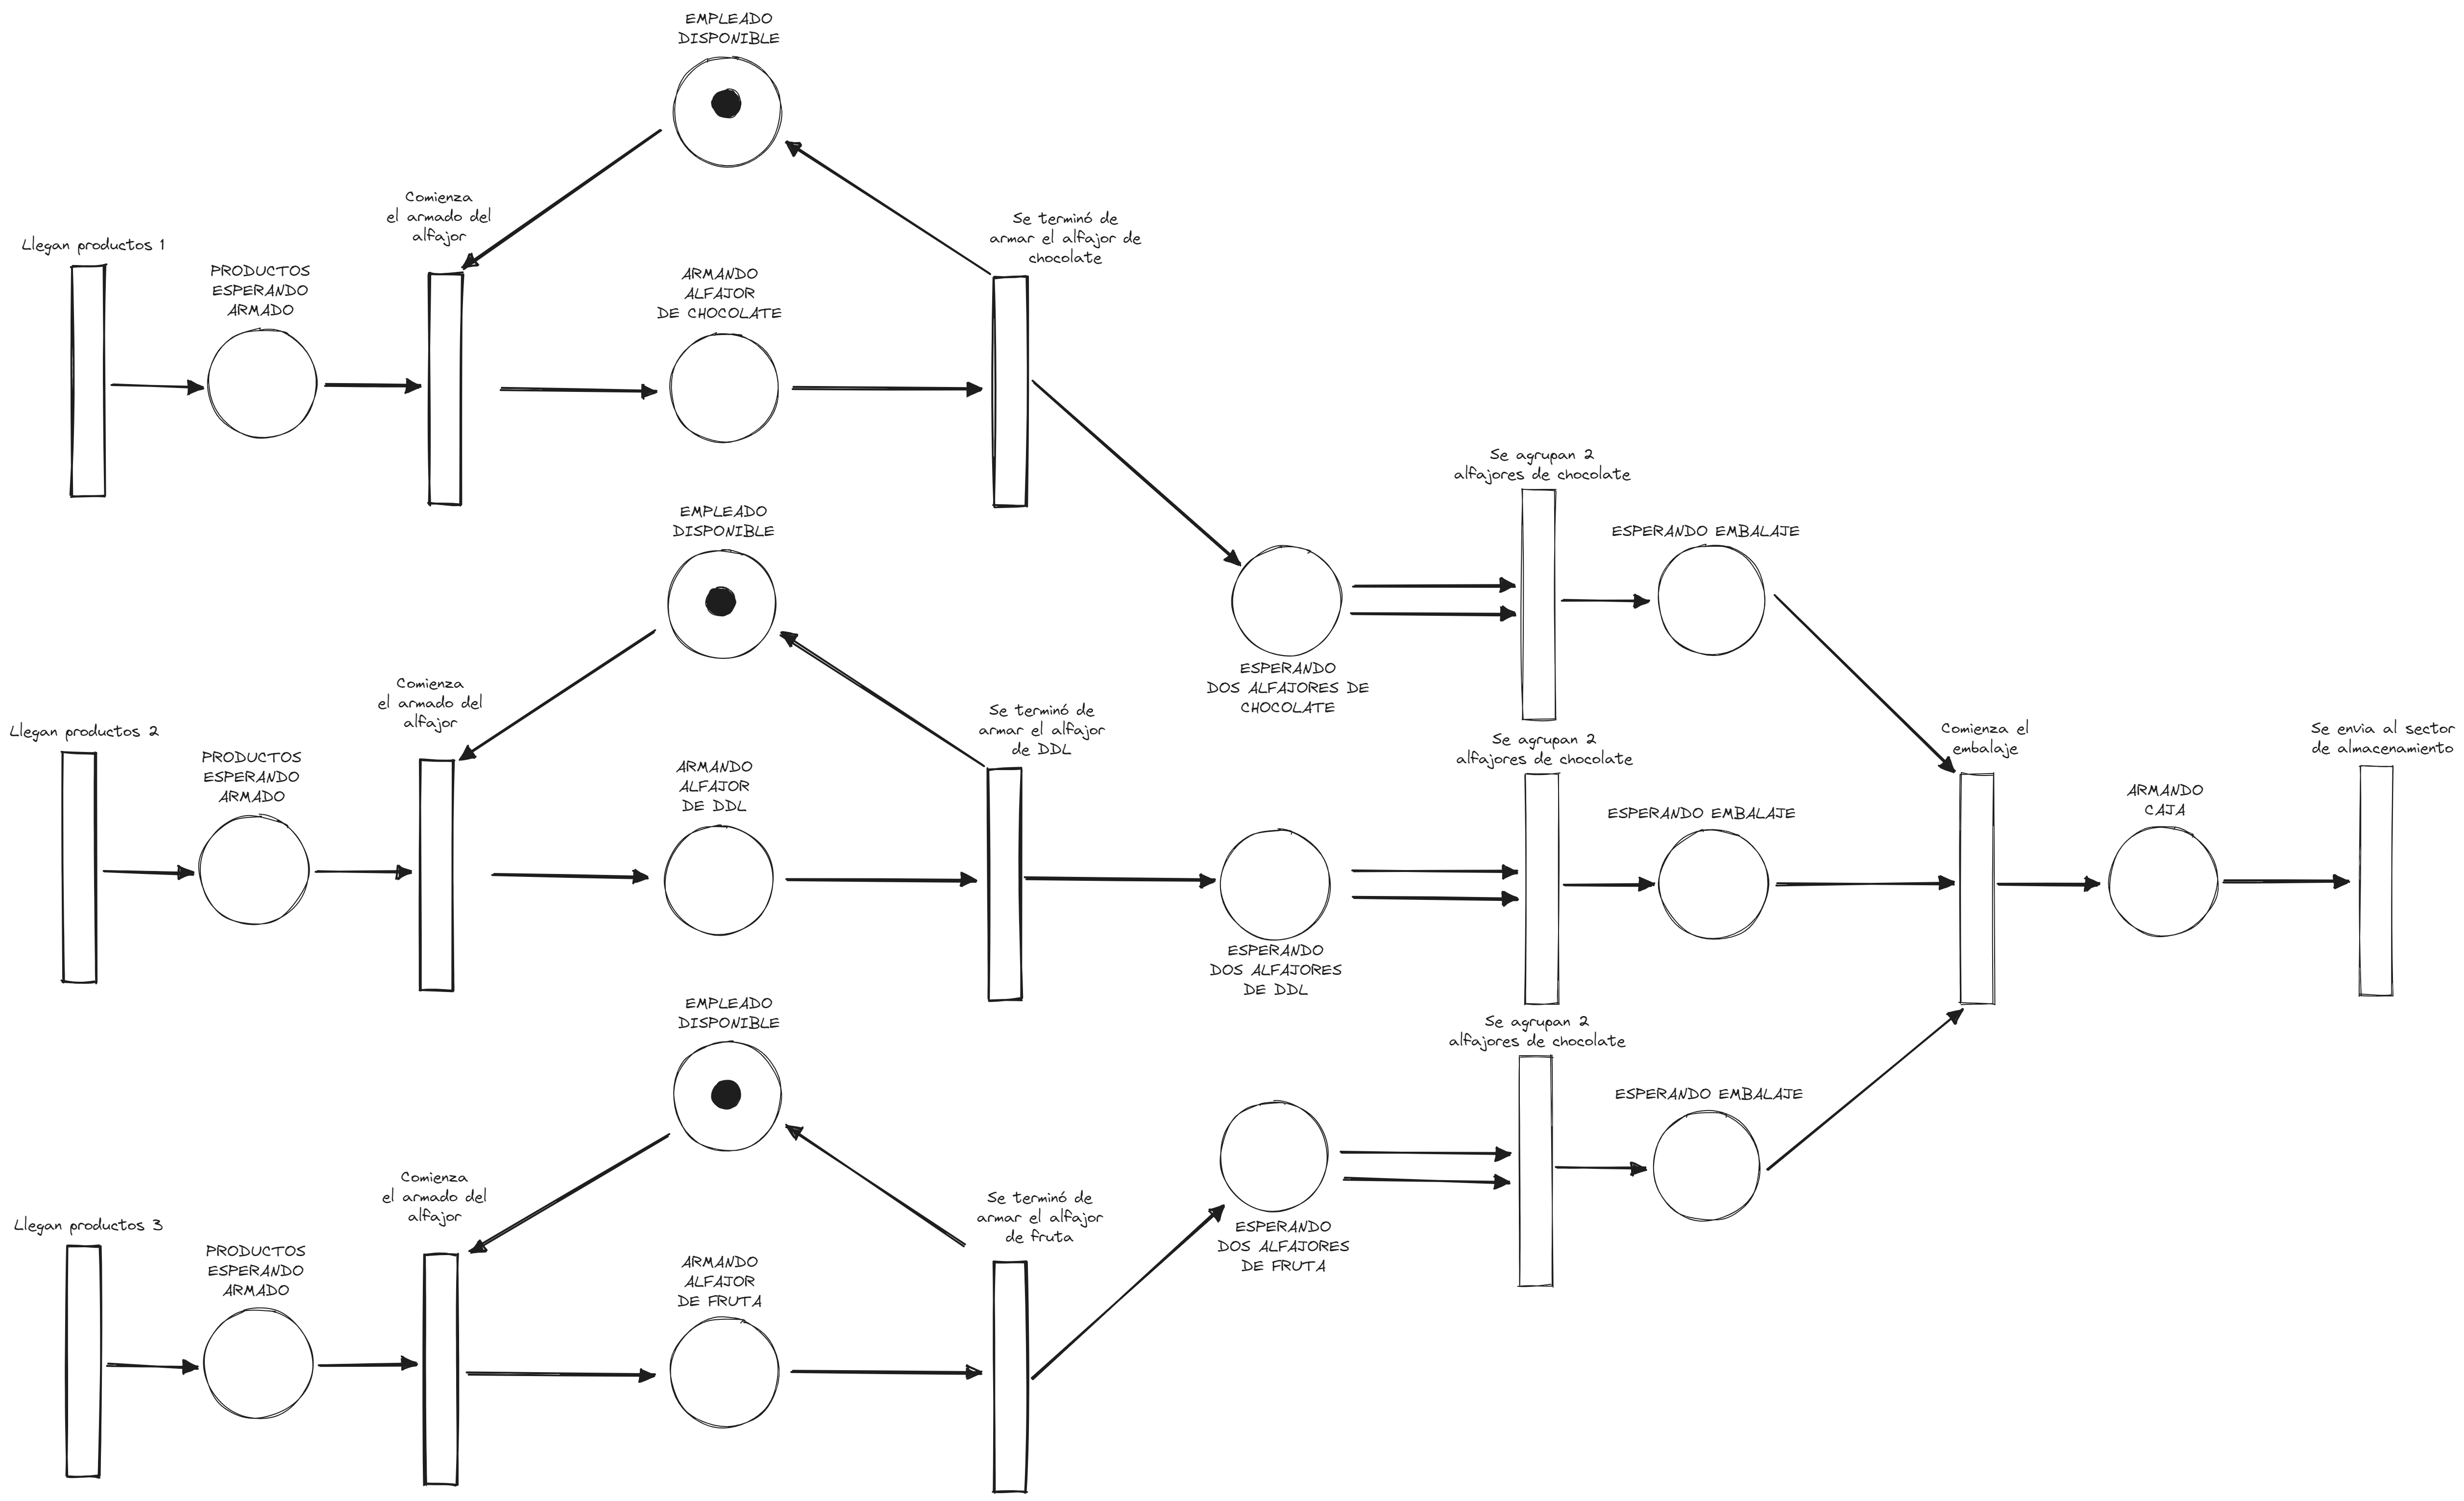 EMPLEADO
DISPONIBLE
Comienza
el armado del
alfajor
Se terminó de
armar el alfajor de
chocolate
Llegan productos 1
PRODUCTOS
ESPERANDO
ARMADO
ARMANDO
ALFAJOR
DE CHOCOLATE
Se agrupan 2
alfajores de chocolate
ESPERANDO EMBALAJE
ESPERANDO
DOS ALFAJORES DE
CHOCOLATE
EMPLEADO
DISPONIBLE
Comienza
el armado del
alfajor
Se terminó de
armar el alfajor
de DDL
Llegan productos 2
PRODUCTOS
ESPERANDO
ARMADO
ARMANDO
ALFAJOR
DE DDL
Se agrupan 2
alfajores de chocolate
ESPERANDO EMBALAJE
Comienza el
embalaje
ARMANDO
CAJA
Se envia al sector
de almacenamiento
ESPERANDO
DOS ALFAJORES
DE DDL
EMPLEADO
DISPONIBLE
Se agrupan 2
alfajores de chocolate
ESPERANDO EMBALAJE
Comienza
el armado del
alfajor
Se terminó de
armar el alfajor
de fruta
Llegan productos 3
PRODUCTOS
ESPERANDO
ARMADO
ARMANDO
ALFAJOR
DE FRUTA
ESPERANDO
DOS ALFAJORES
DE FRUTA